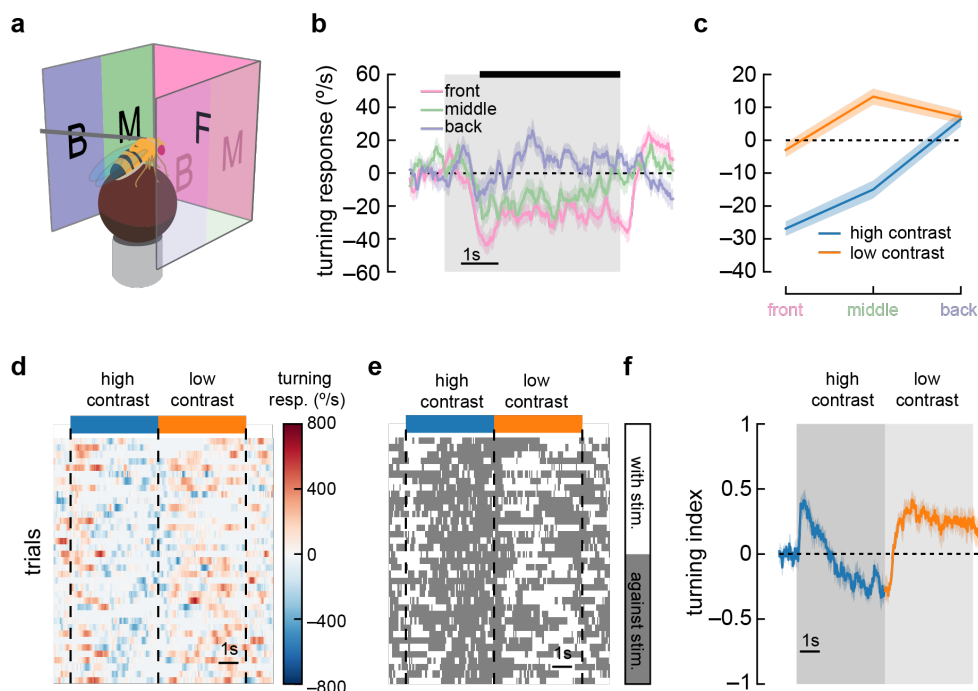 a
B
M
F
B
M
b
turning response (º/s)
60
40
20
0
−20
−40
−60
front
middle
back
1s
c
20
10
0
−10
−20
−30
−40
high contrast
low contrast
front
middle
back
d
high
contrast
low
contrast
turning
resp. (º/s)
trials
800
400
0
−400
−800
1s
e
high
contrast
low
contrast
with stim.
against stim.
1s
f
high
contrast
low
contrast
turning index
1
0.5
0
−0.5
−1
1s